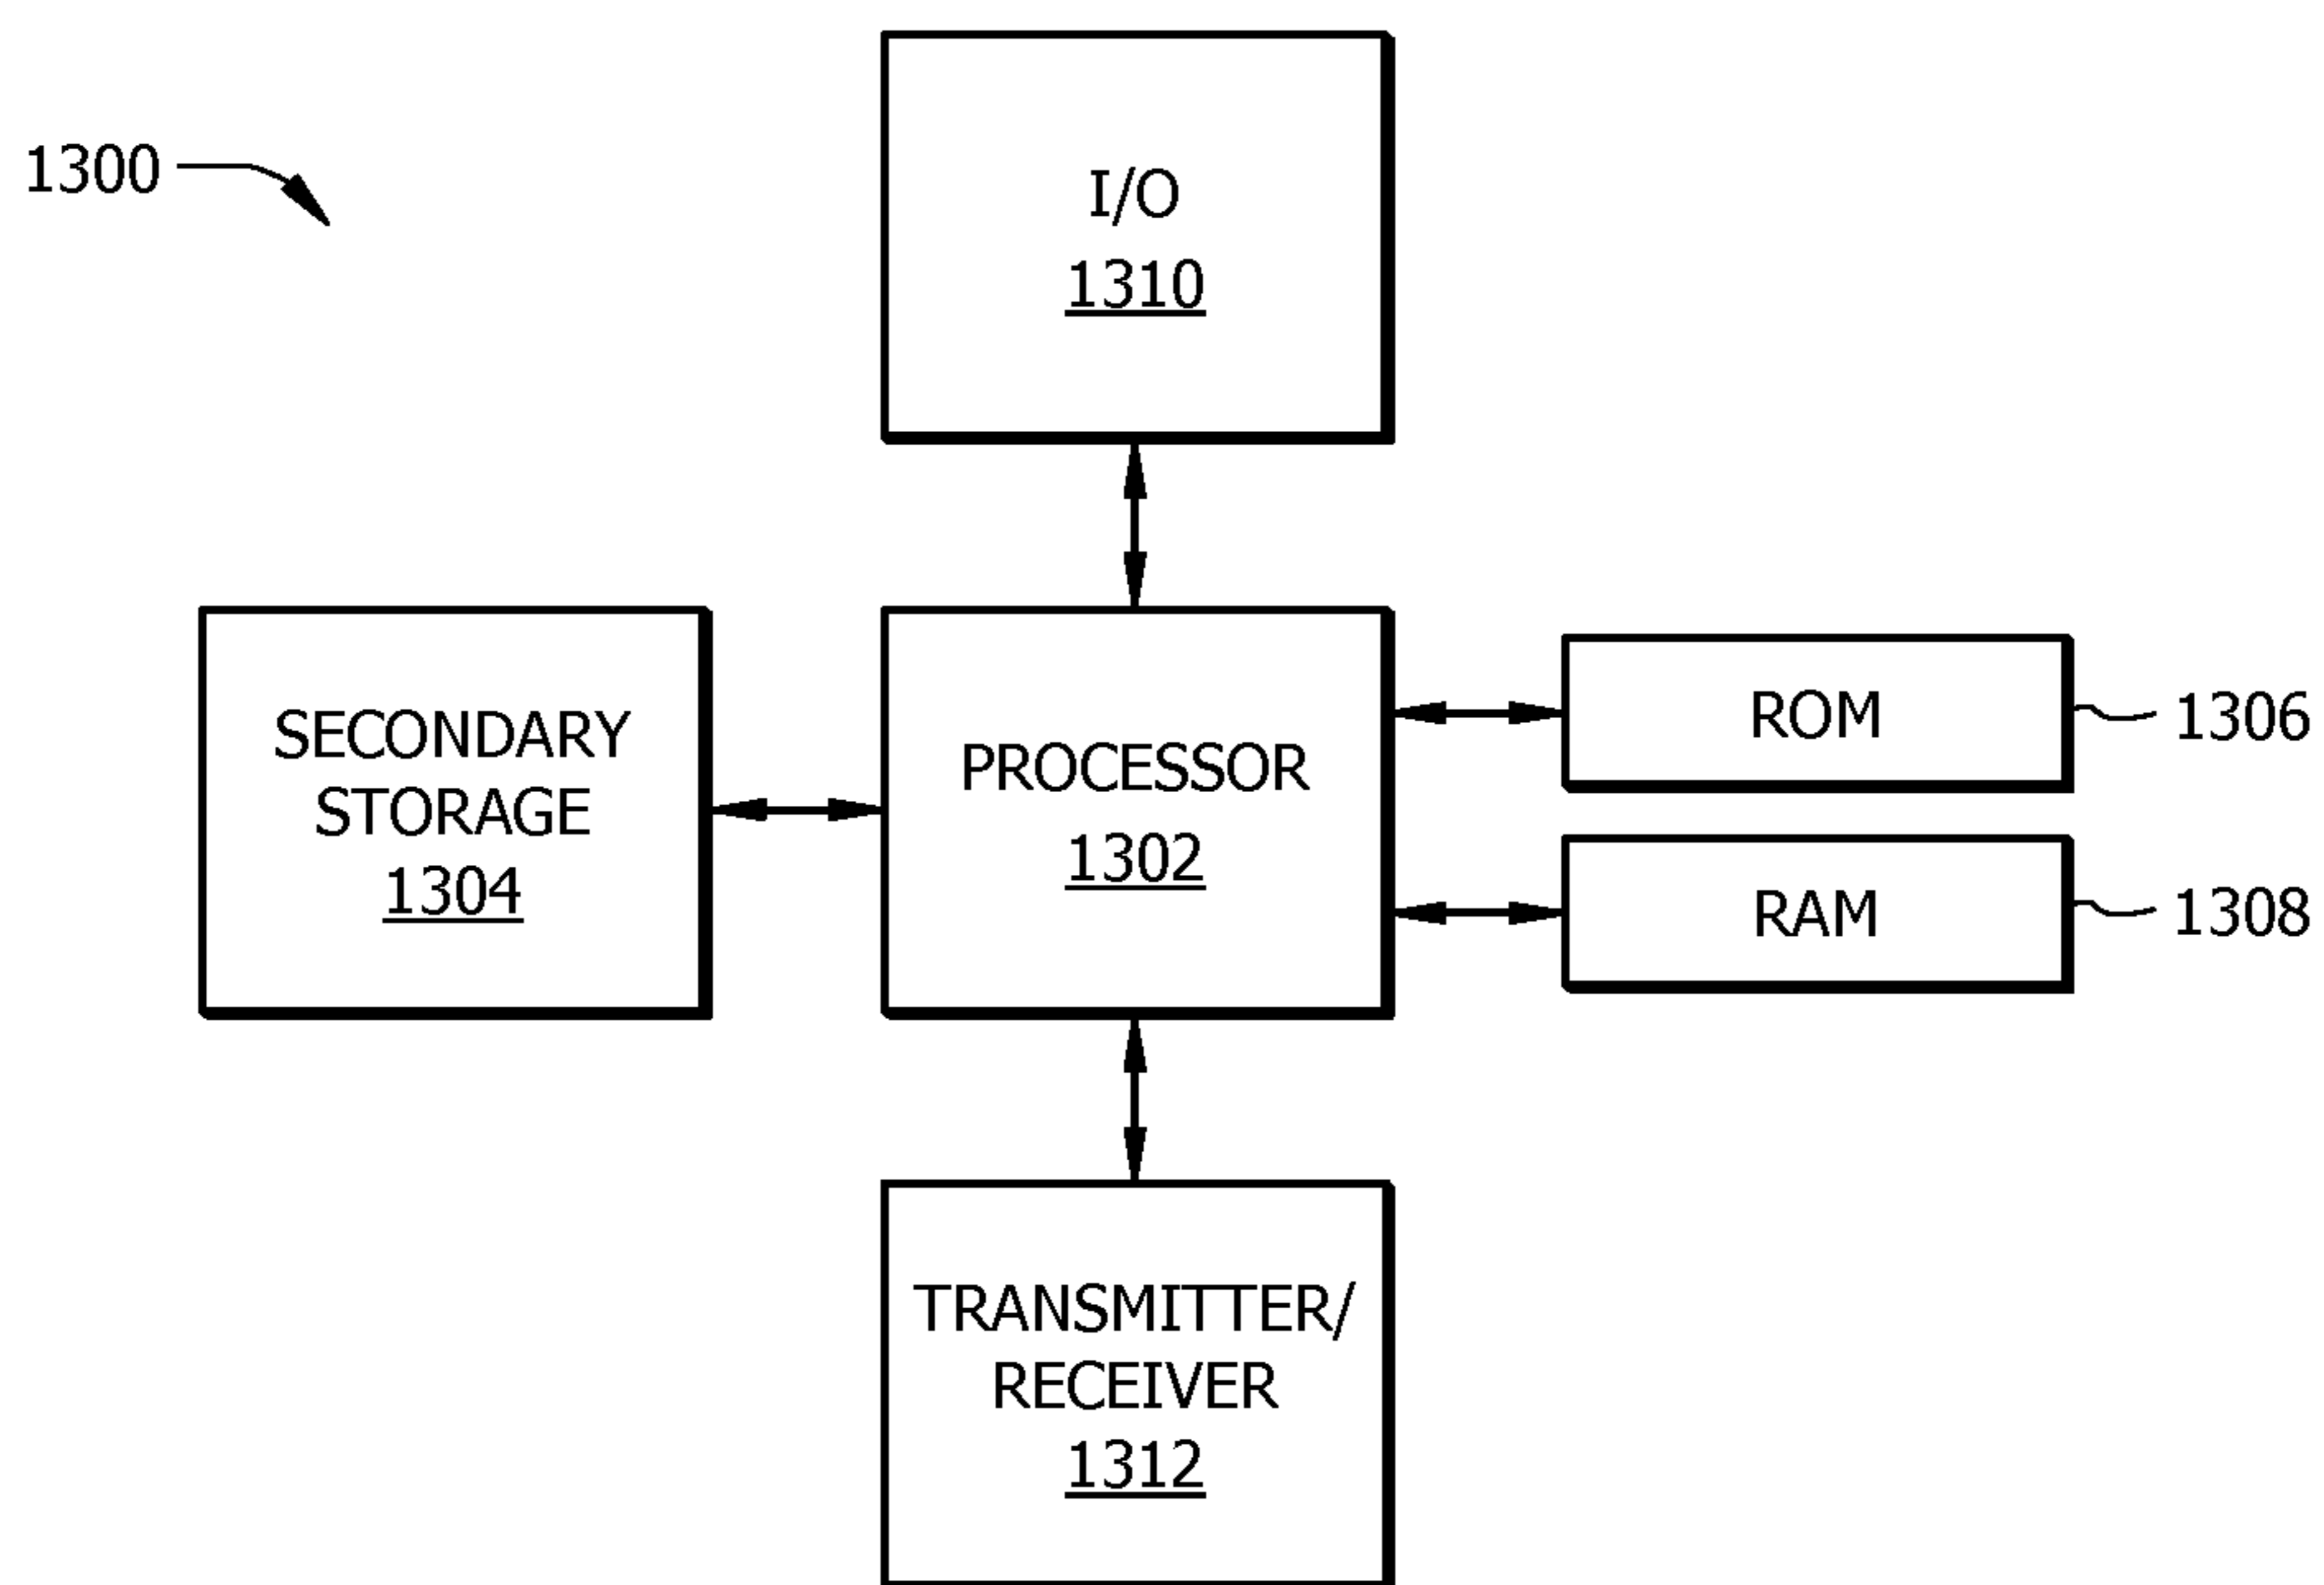 1300
I/O
1310
SECONDARY
STORAGE
1304
PROCESSOR
1302
ROM
1306
RAM
1308
TRANSMITTER/
RECEIVER
1312